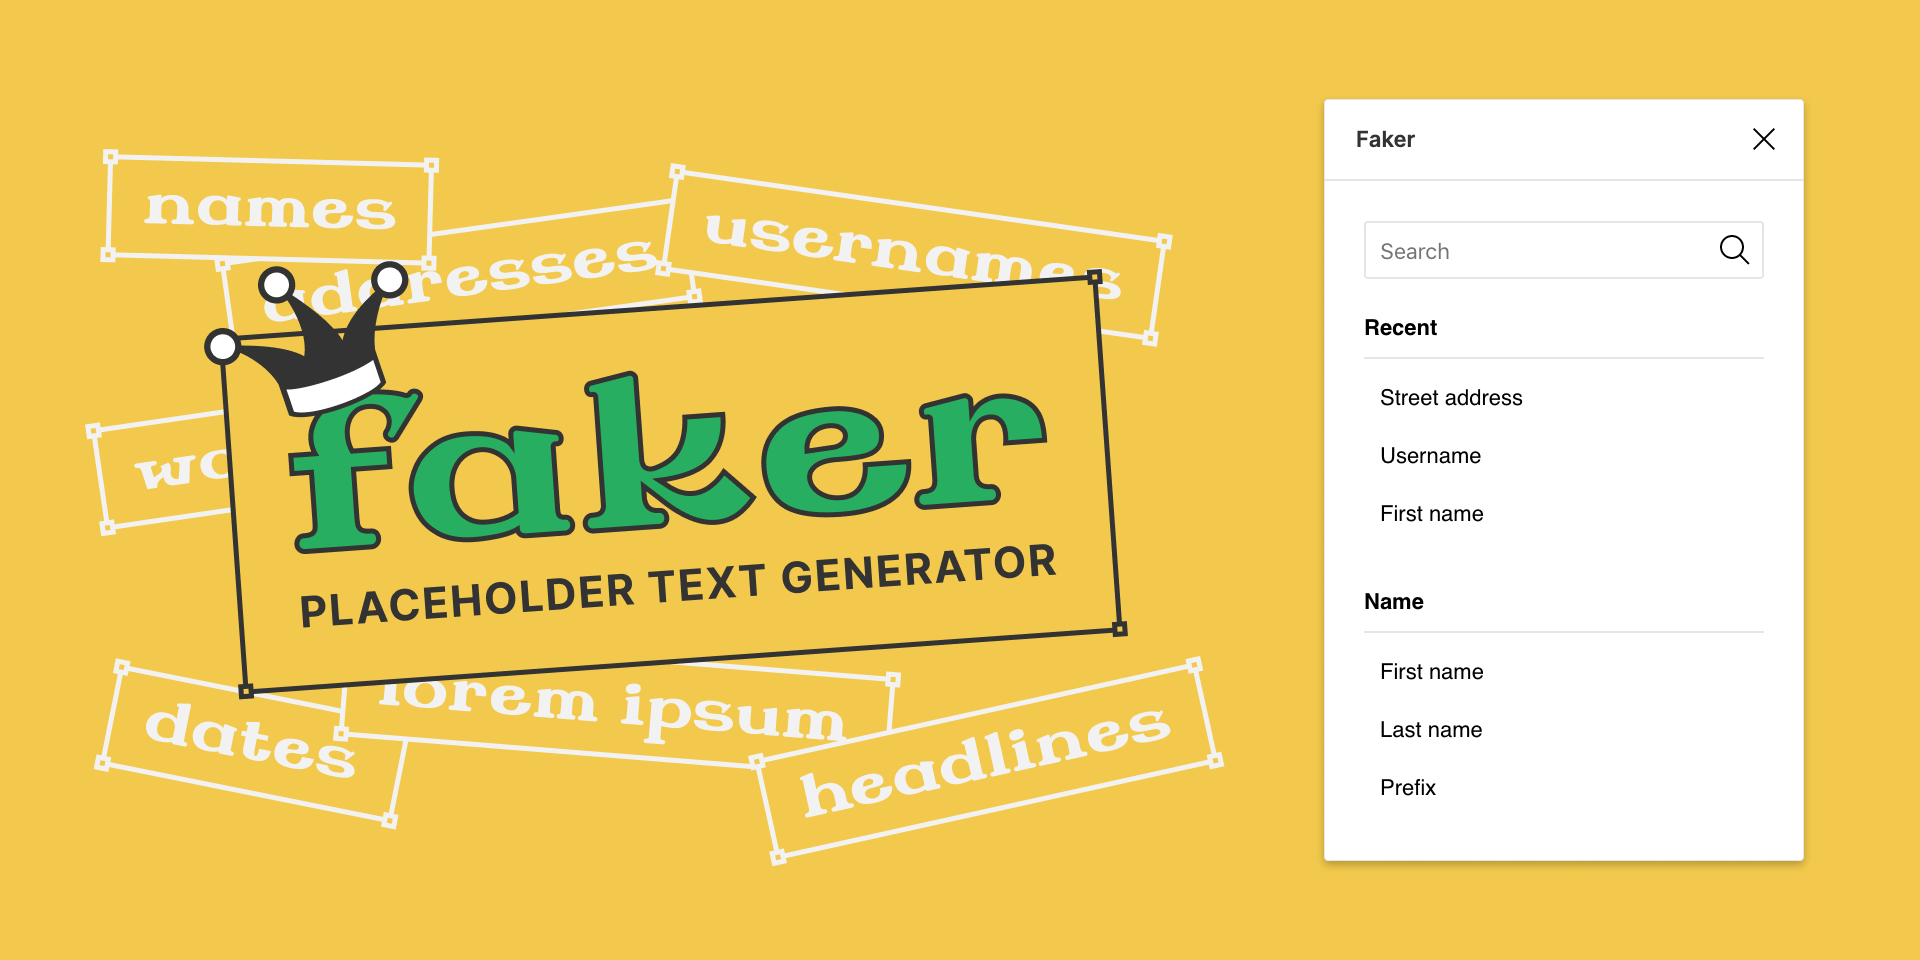 names
addresses
usernames
faker
PLACEHOLDER TEXT GENERATOR
lorem ipsum
dates
headlines
Faker
Search
Recent
Street address
Username
First name
Name
First name
Last name
Prefix